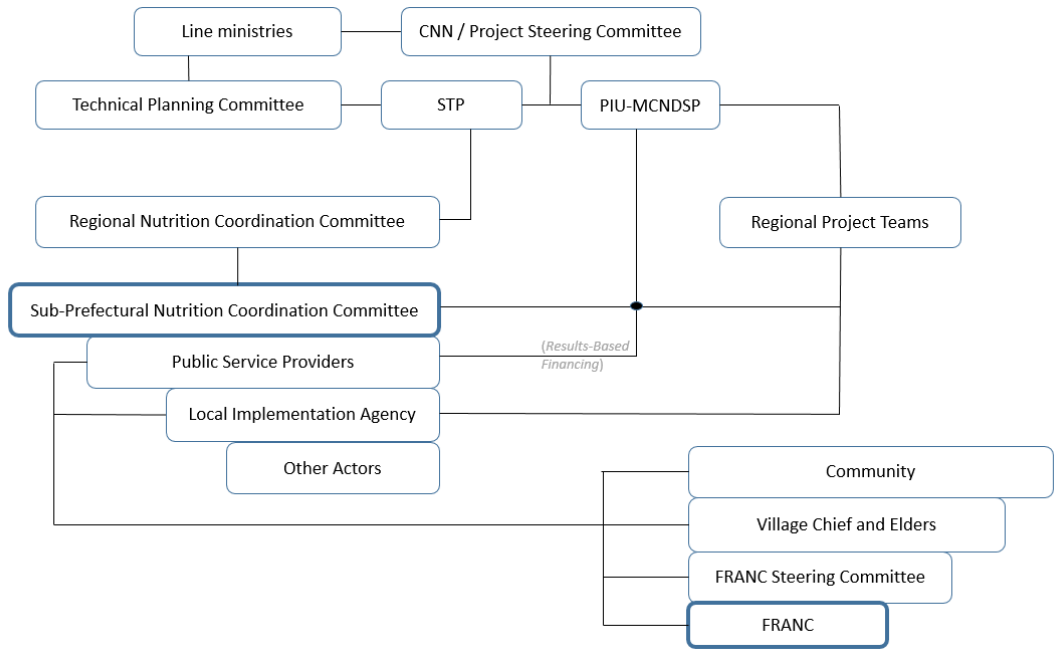 Line ministries
CNN / Project Steering Committee
Technical Planning Committee
STP
PIU-MCNDSP
Regional Nutrition Coordination Committee
Regional Project Teams
Sub-Prefectural Nutrition Coordination Committee
Public Service Providers
(Results-Based
Financing)
Local Implementation Agency
Other Actors
Community
Village Chief and Elders
FRANC Steering Committee
FRANC